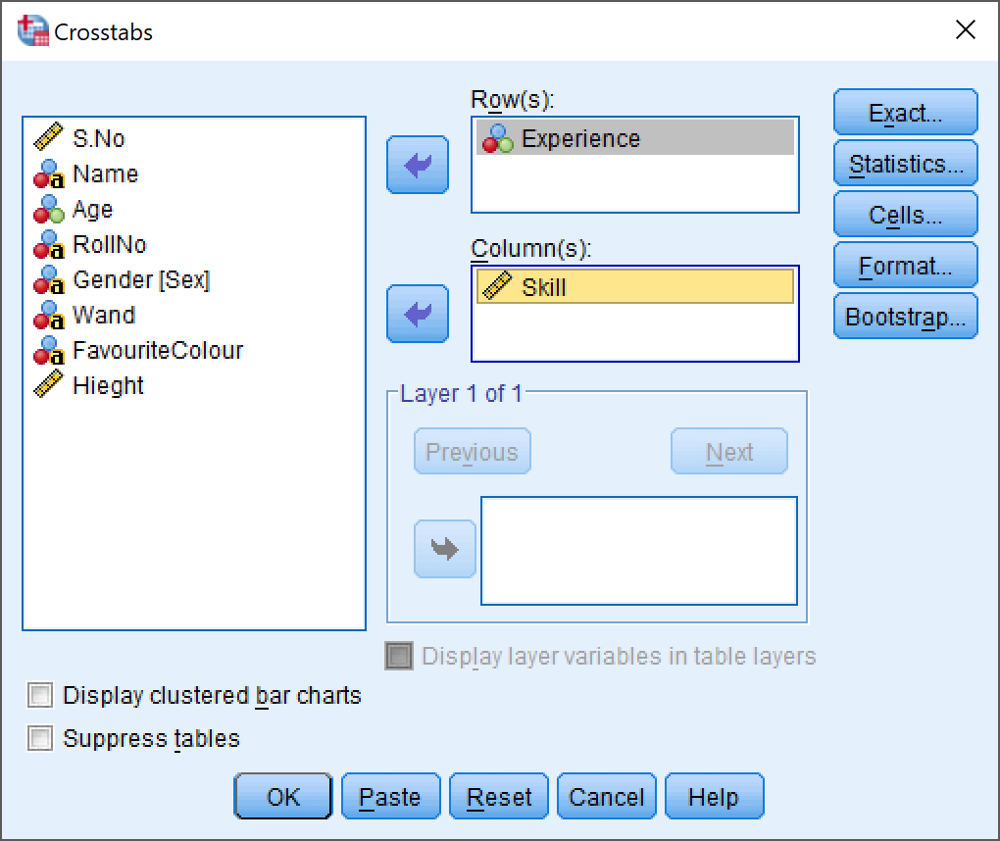 Crosstabs
S.No
Name
Age
RollNo
Gender [Sex]
Wand
FavouriteColour
Hieght
Row(s):
Experience
Column(s):
Skill
Layer 1 of 1
Previous
Next
Display layer variables in table layers
Exact...
Statistics...
Cells...
Format...
Bootstrap...
Display clustered bar charts
Suppress tables
OK
Paste
Reset
Cancel
Help